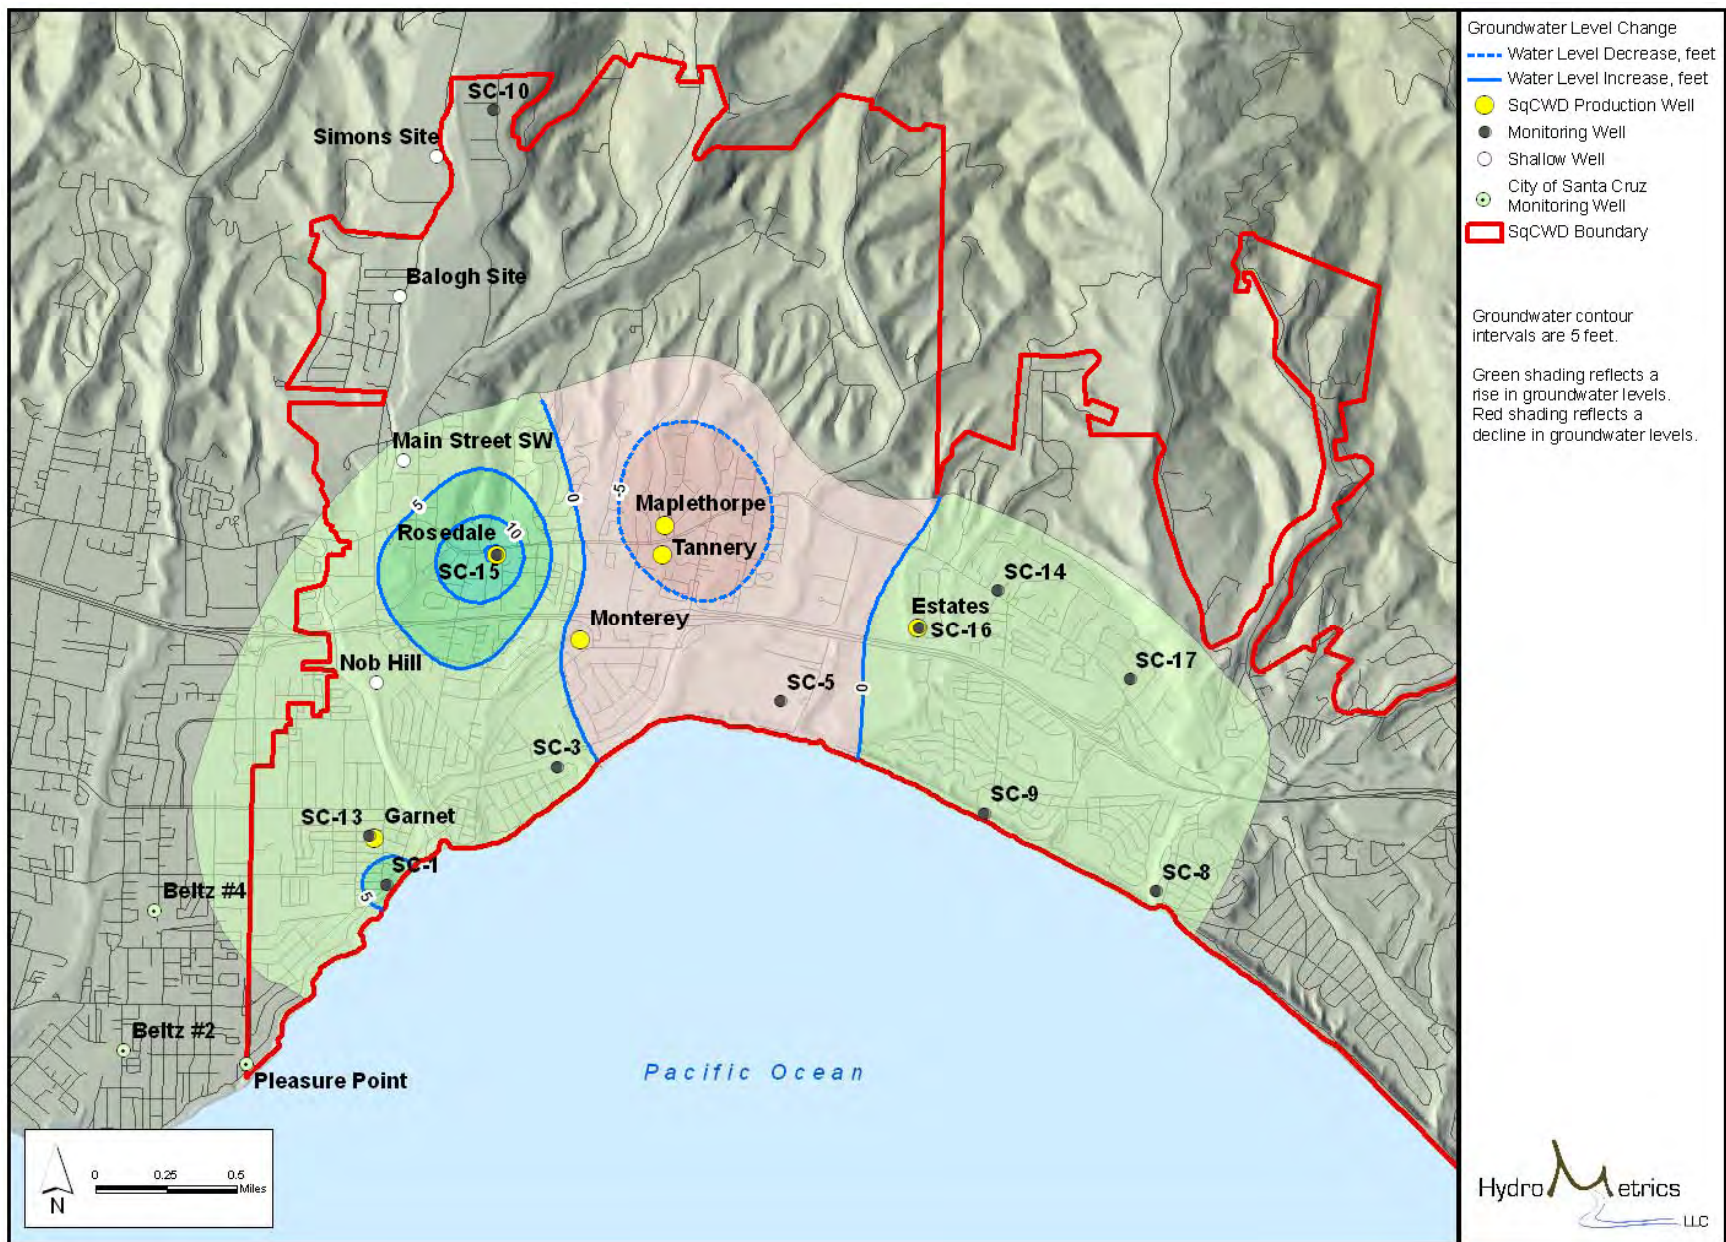 SC-10
Simons Site
Balogh Site
Main Street SW
5
0
-5
Maplethorpe
Rosedale
10
Tannery
SC-15
SC-14
Estates
SC-16
Monterey
Nob Hill
SC-17
SC-5
0
SC-3
SC-9
SC-13
Garnet
SC-1
5
SC-8
Beltz #4
Beltz #2
Pleasure Point
Pacific Ocean
0 0.25 0.5
Miles
N
Groundwater Level Change
Water Level Decrease, feet
Water Level Increase, feet
SqCWD Production Well
Monitoring Well
Shallow Well
City of Santa Cruz
Monitoring Well
SqCWD Boundary
Groundwater contour
intervals are 5 feet.
Green shading reflects a
rise in groundwater levels.
Red shading reflects a
decline in groundwater levels.
HydroMetrics
LLC